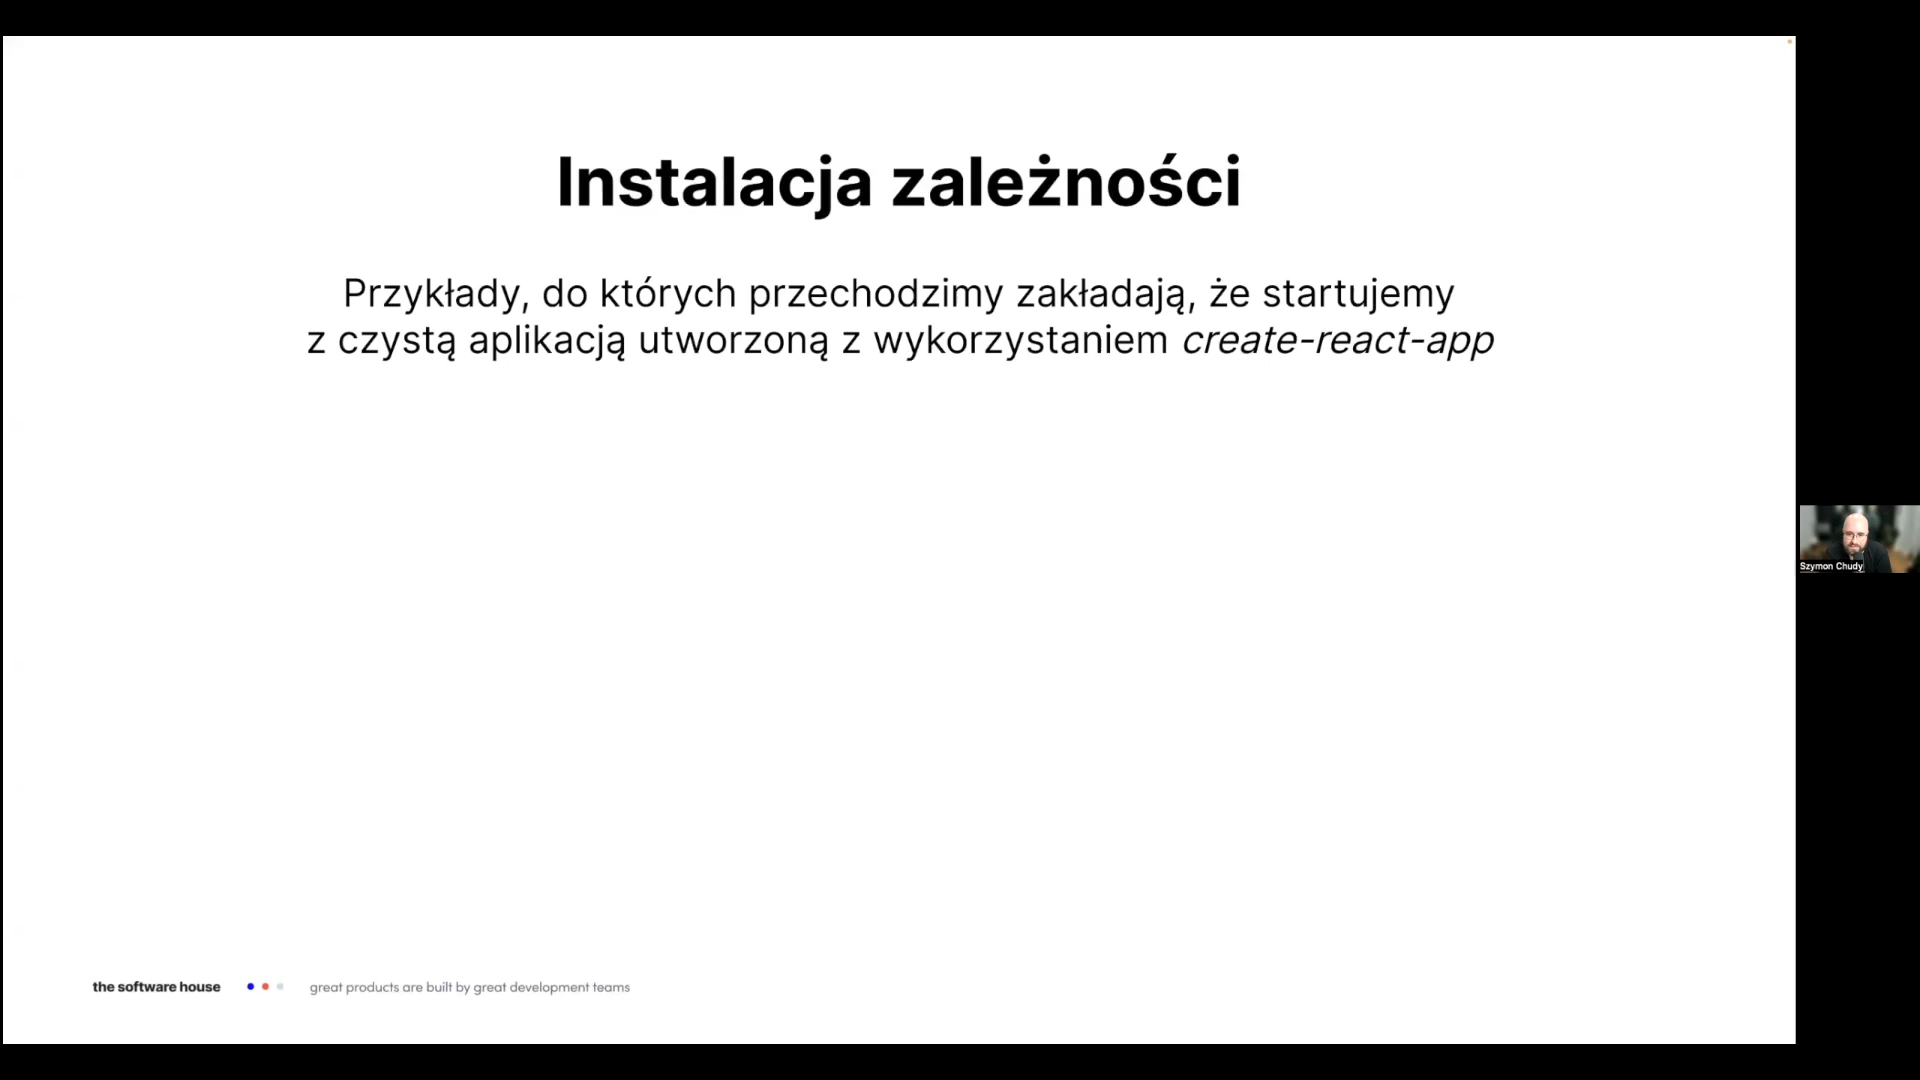 Instalacja zależności
Przykłady, do których przechodzimy zakładają, że startujemy
z czystą aplikacją utworzoną z wykorzystaniem create-react-app
Szymon Chudy
the software house
great products are built by great development teams